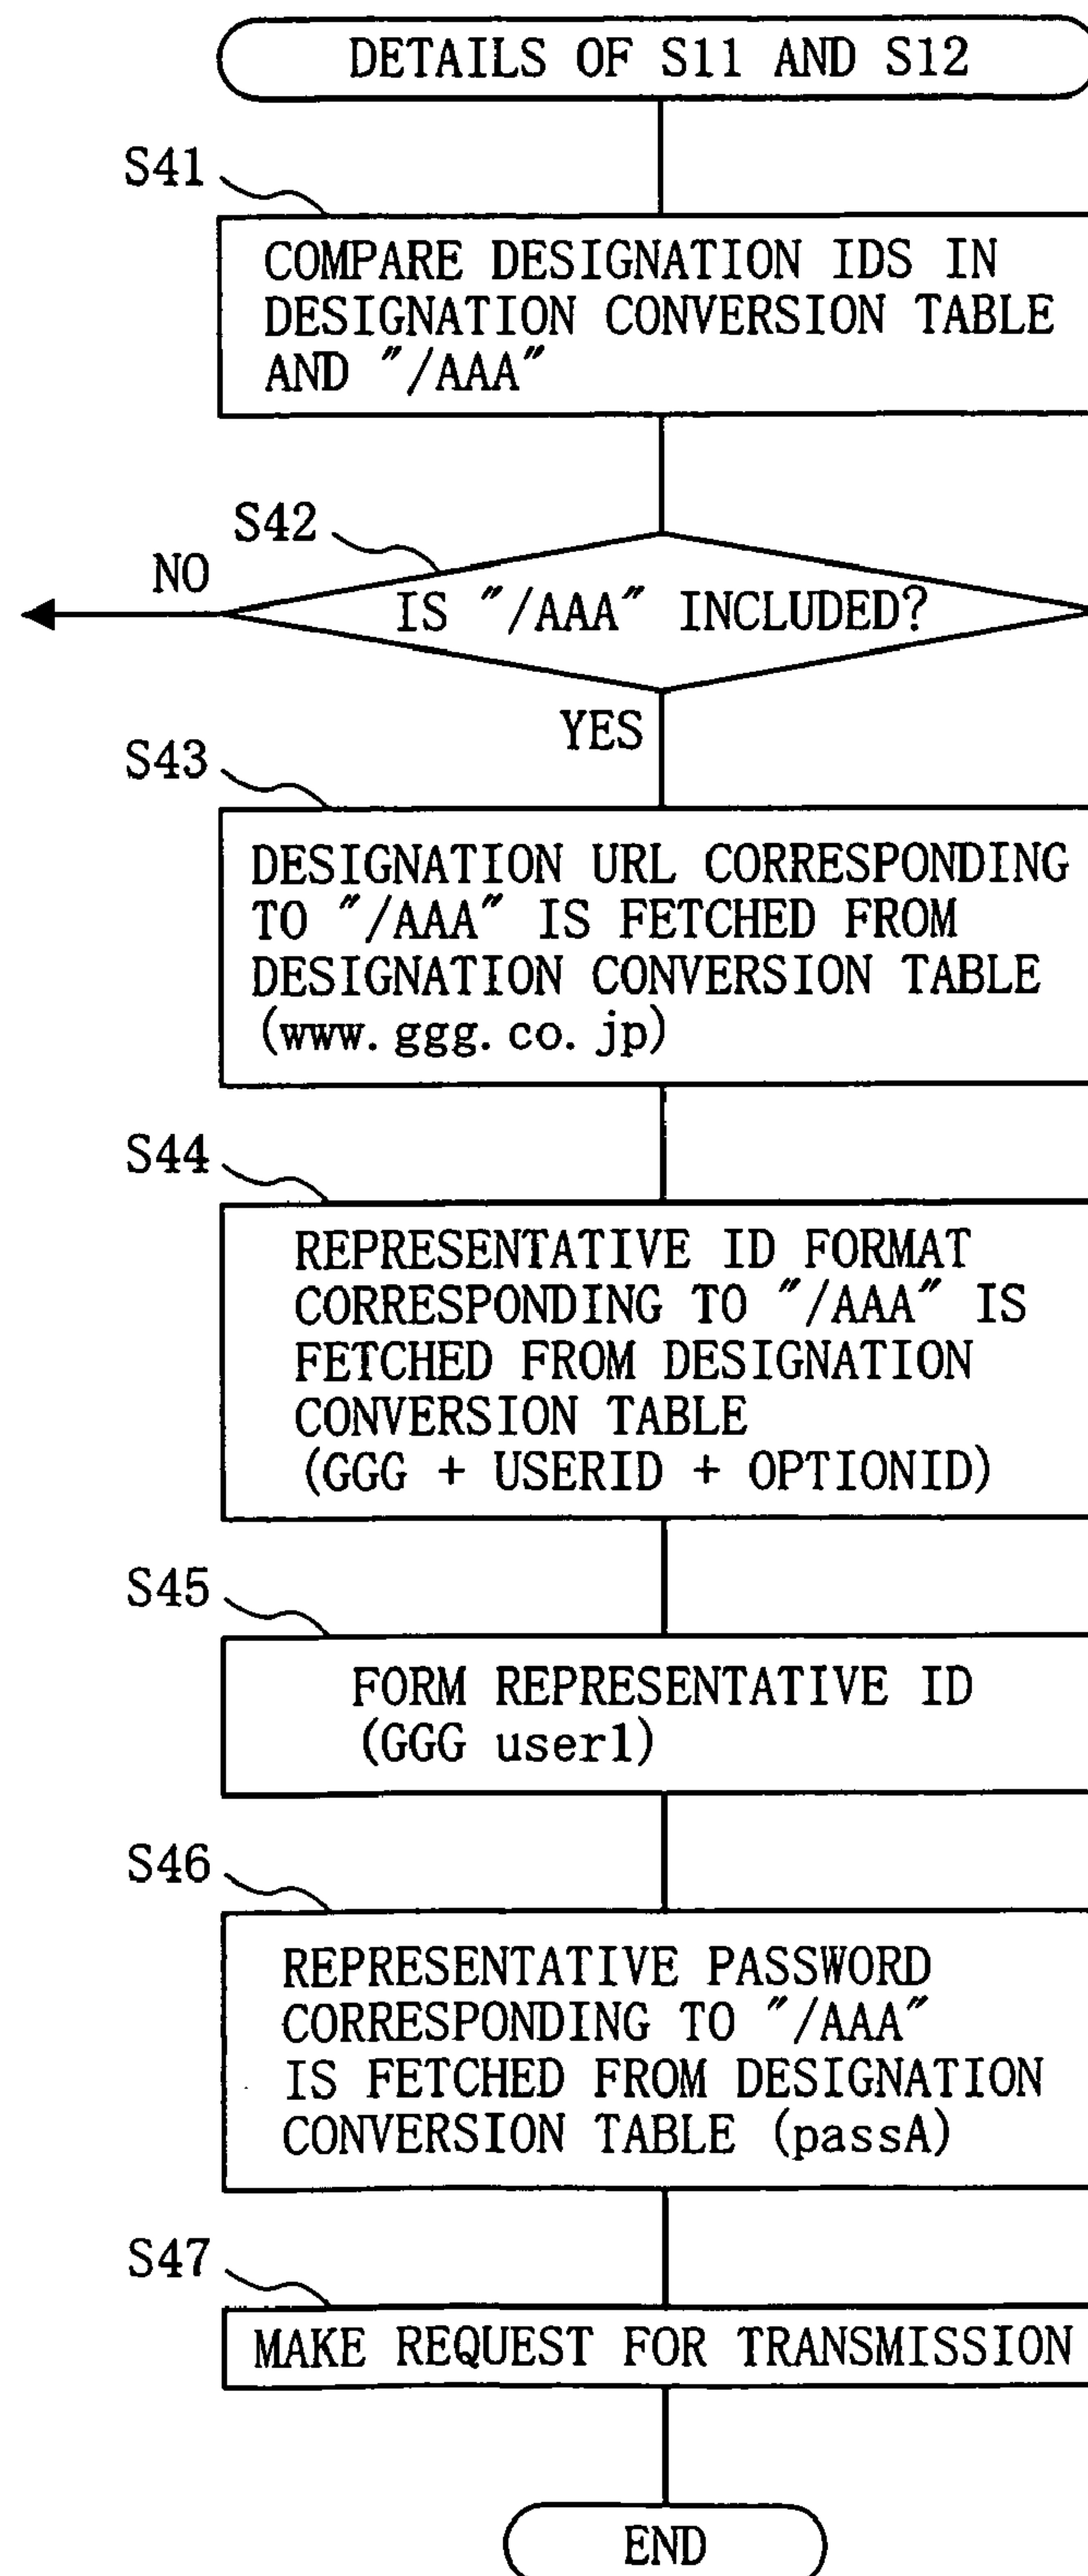 DETAILS OF S11 AND S12
S41
COMPARE DESIGNATION IDS IN
DESIGNATION CONVERSION TABLE
AND "/AAA"
S42
NO
IS "/AAA" INCLUDED?
YES
S43
DESIGNATION URL CORRESPONDING
TO "/AAA" IS FETCHED FROM
DESIGNATION CONVERSION TABLE
(www.ggg.co.jp)
S44
REPRESENTATIVE ID FORMAT
CORRESPONDING TO "/AAA" IS
FETCHED FROM DESIGNATION
CONVERSION TABLE
(GGG + USERID + OPTIONID)
S45
FORM REPRESENTATIVE ID
(GGG user1)
S46
REPRESENTATIVE PASSWORD
CORRESPONDING TO "/AAA"
IS FETCHED FROM DESIGNATION
CONVERSION TABLE (passA)
S47
MAKE REQUEST FOR TRANSMISSION
END